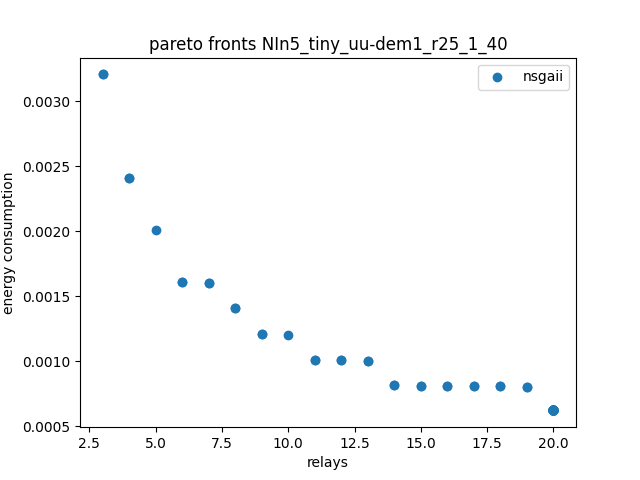 pareto fronts NIn5_tiny_uu-dem1_r25_1_40
nsgaii
0.0030
0.0025
0.0020
0.0015
0.0010
0.0005
energy consumption
2.5 5.0 7.5 10.0 12.5 15.0 17.5 20.0
relays